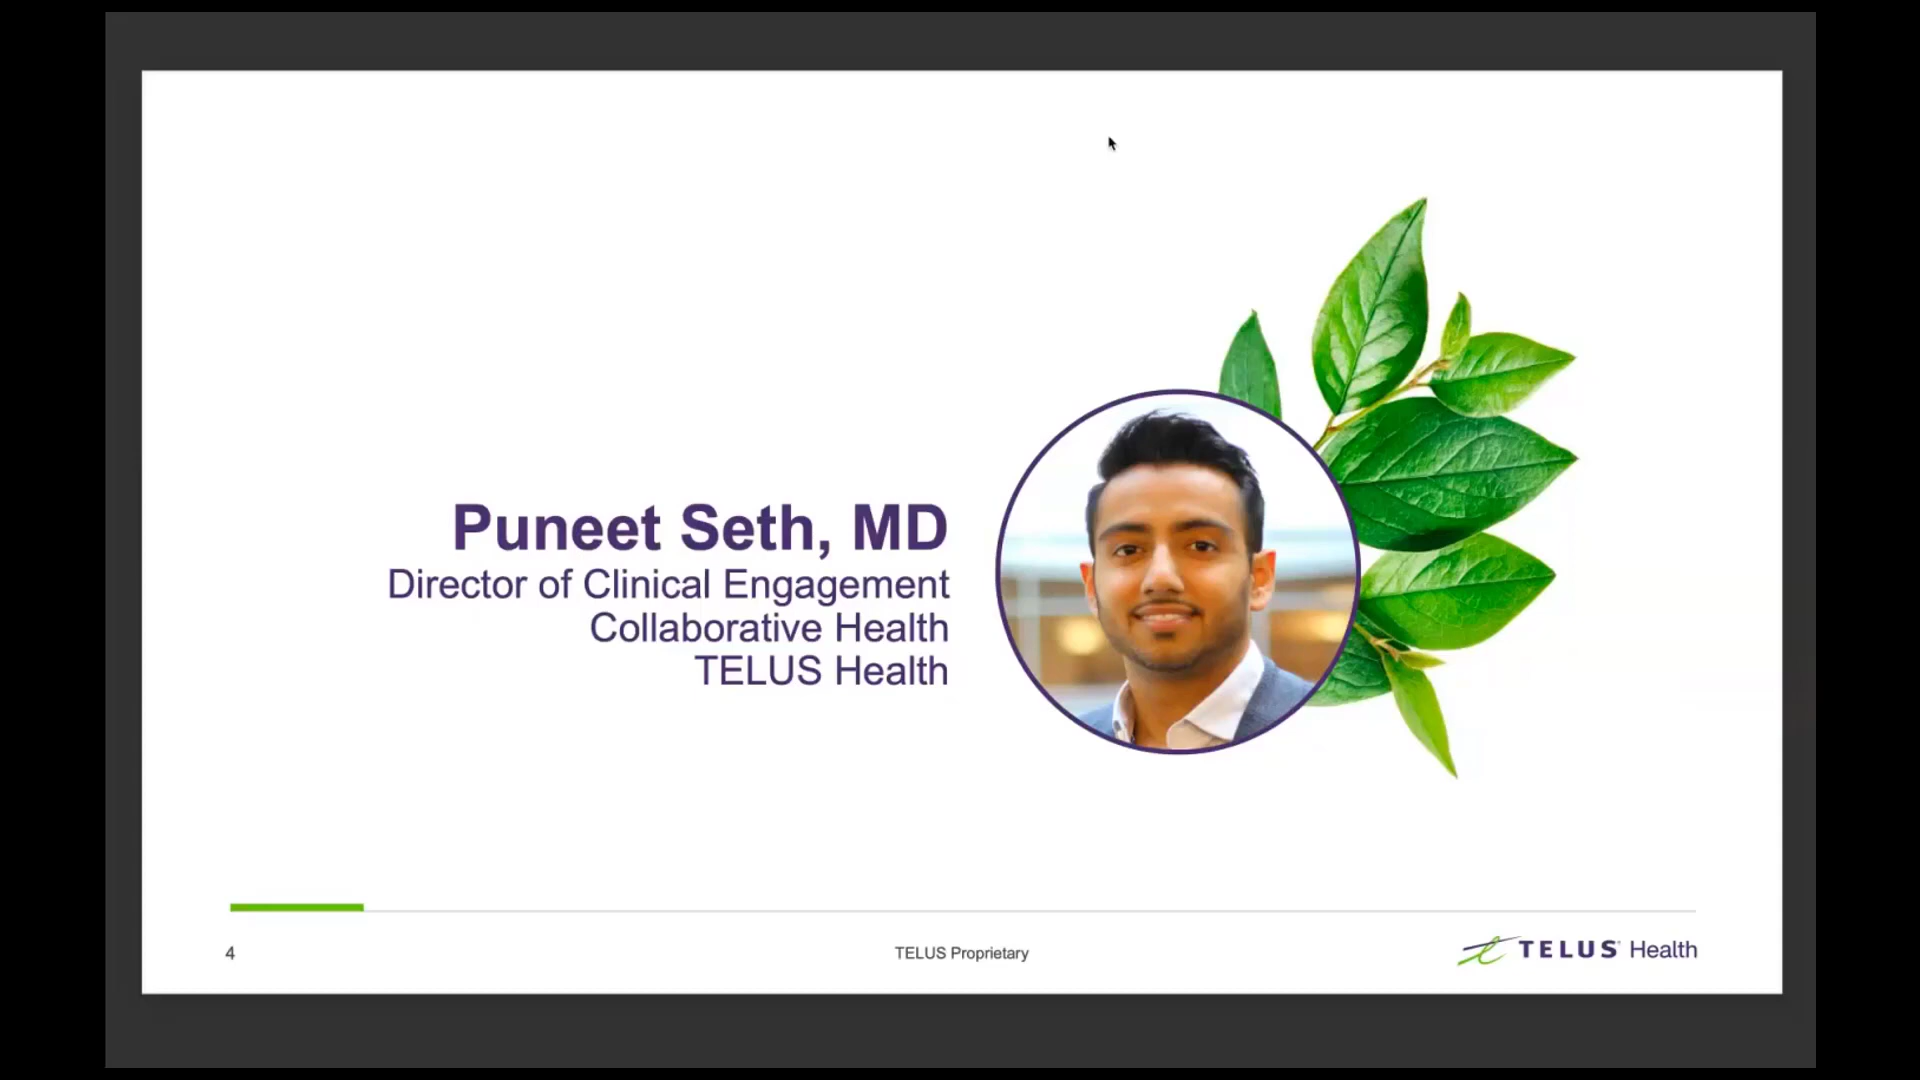 Puneet Seth, MD
Director of Clinical Engagement
Collaborative Health
TELUS Health
4
TELUS Proprietary
TELUS Health